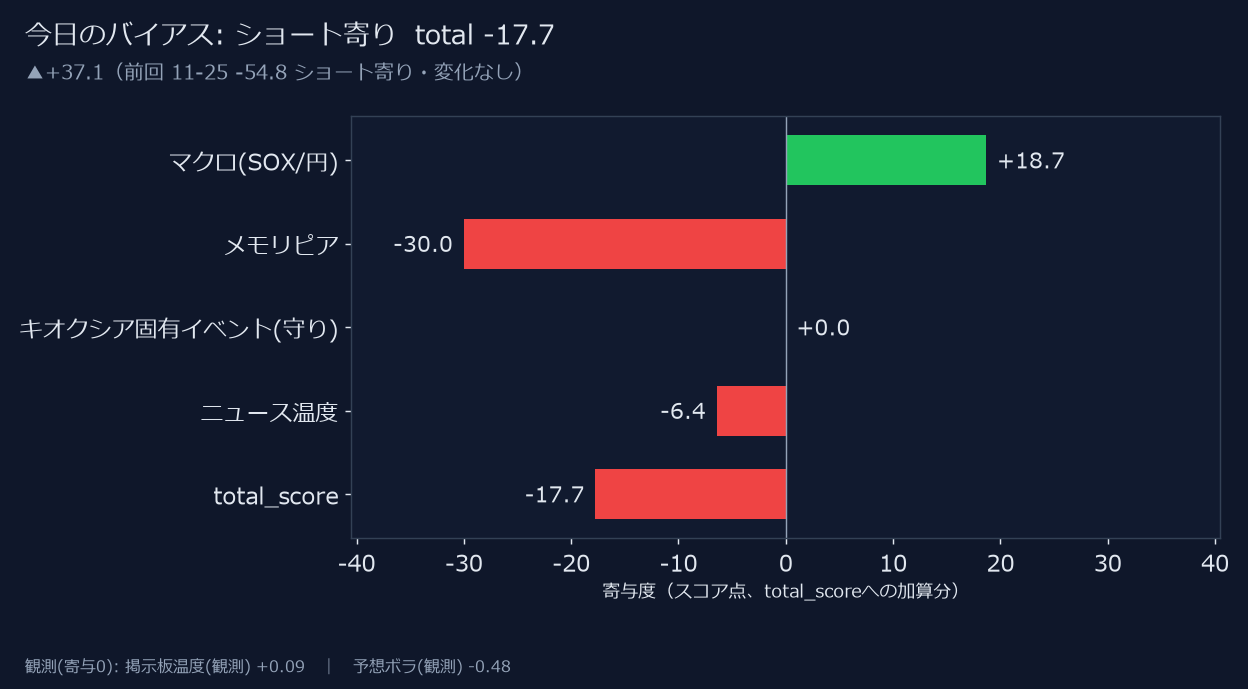 今日のバイアス: ショート寄り  total -17.7
▲+37.1（前回 11-25 -54.8 ショート寄り・変化なし）
マクロ(SOX/円)
+18.7
メモリピア
-30.0
キオクシア固有イベント(守り)
+0.0
ニュース温度
-6.4
total_score
-17.7
-40 -30 -20 -10 0 10 20 30 40
寄与度（スコア点、total_scoreへの加算分）
観測(寄与0): 掲示板温度(観測) +0.09 ｜ 予想ボラ(観測) -0.48